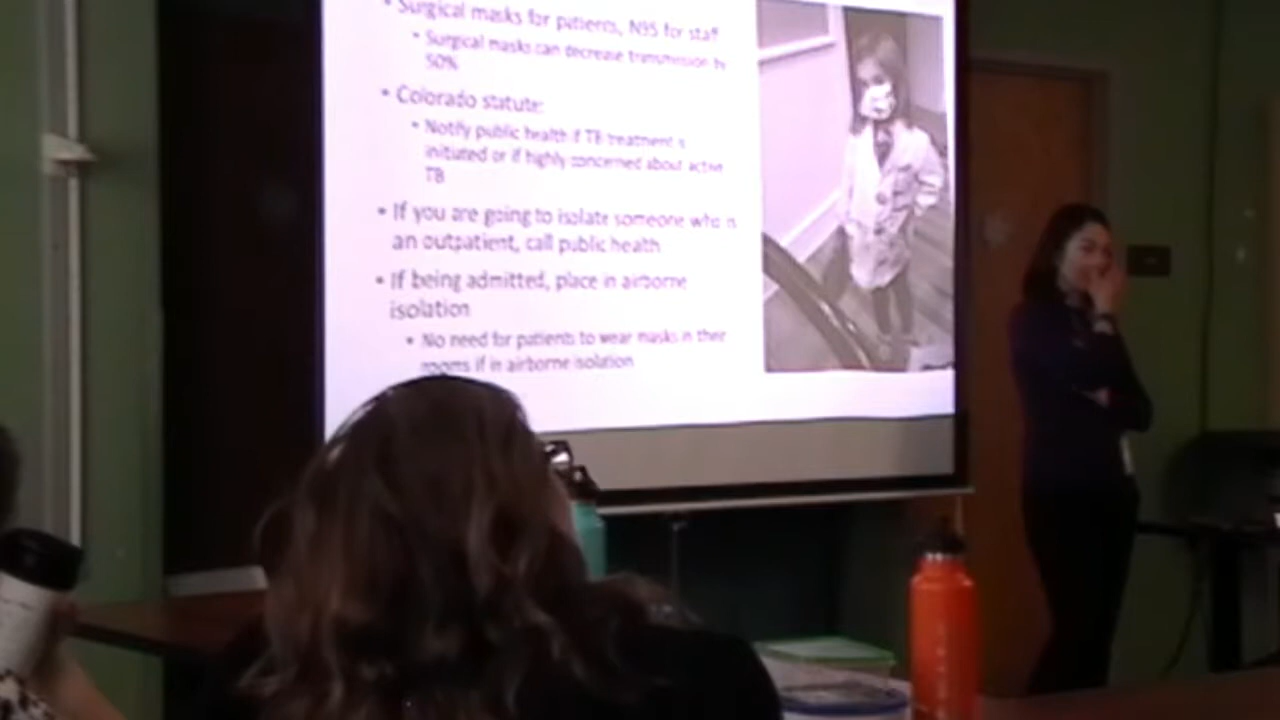 • Surgical masks for patients, N95 for staff
• Surgical masks can decrease transmission by
50%
• Colorado statute:
• Notify public health if TB treatment is
initiated or if highly concerned about active
TB
• If you are going to isolate someone who is
an outpatient, call public health
• If being admitted, place in airborne
isolation
• No need for patients to wear masks in their
rooms if in airborne isolation